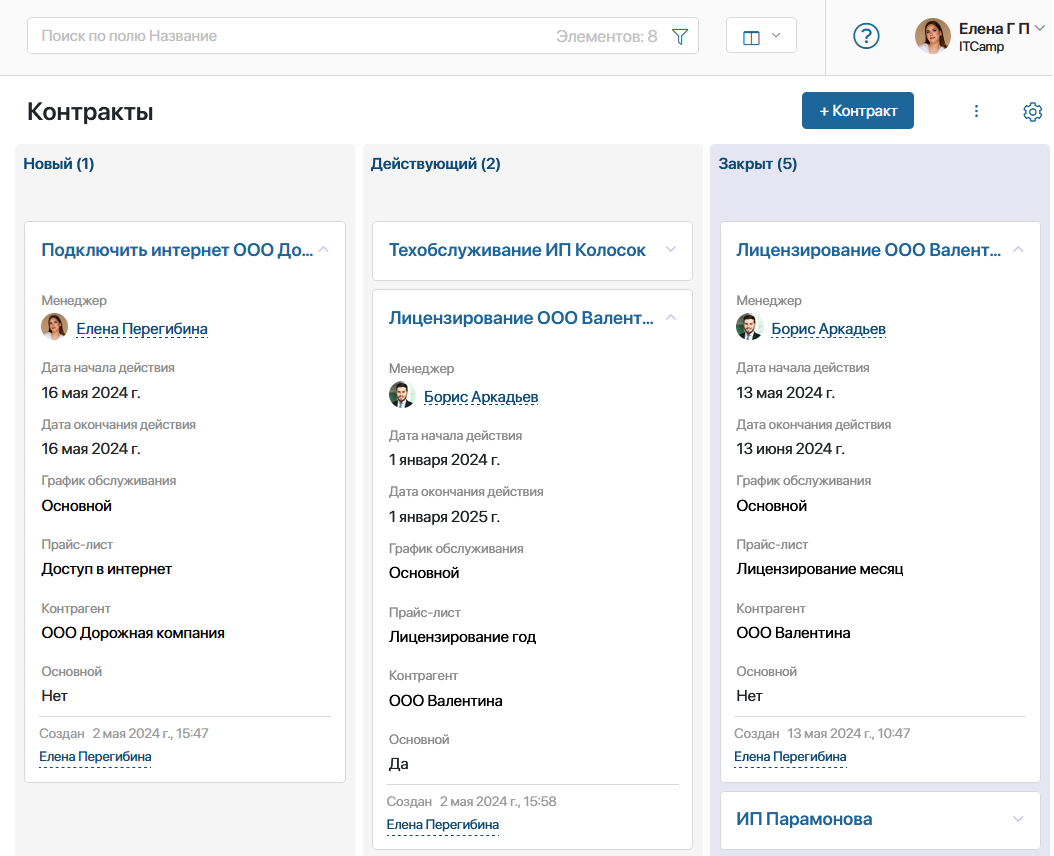 Поиск по полю Название
Элементов: 8
Елена Г П
ITCamp
Контракты
+ Контракт
Новый (1)
Подключить интернет ООО До...
Менеджер
Елена Перегибина
Дата начала действия
16 мая 2024 г.
Дата окончания действия
16 мая 2024 г.
График обслуживания
Основной
Прайс-лист
Доступ в интернет
Контрагент
ООО Дорожная компания
Основной
Нет
Создан 2 мая 2024 г., 15:47
Елена Перегибина
Действующий (2)
Техобслуживание ИП Колосок
Лицензирование ООО Валент...
Менеджер
Борис Аркадьев
Дата начала действия
1 января 2024 г.
Дата окончания действия
1 января 2025 г.
График обслуживания
Основной
Прайс-лист
Лицензирование год
Контрагент
ООО Валентина
Основной
Да
Создан 2 мая 2024 г., 15:58
Елена Перегибина
Закрыт (5)
Лицензирование ООО Валент...
Менеджер
Борис Аркадьев
Дата начала действия
13 мая 2024 г.
Дата окончания действия
13 июня 2024 г.
График обслуживания
Основной
Прайс-лист
Лицензирование месяц
Контрагент
ООО Валентина
Основной
Нет
Создан 13 мая 2024 г., 10:47
Елена Перегибина
ИП Парамонова